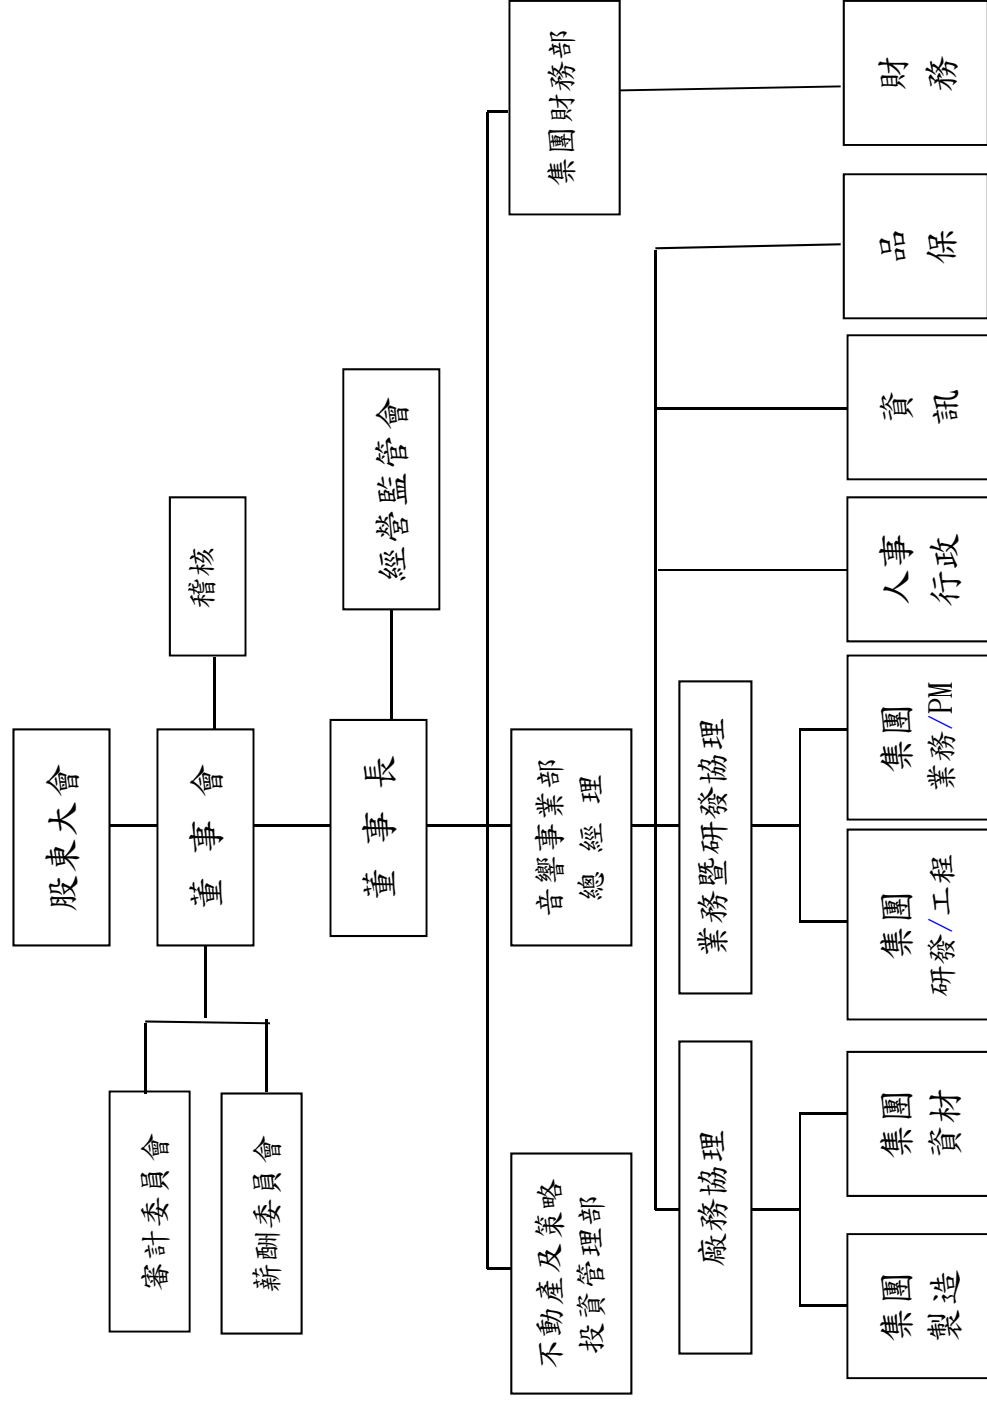 股東大會
董事會
稽核
審計委員會
薪酬委員會
董事長
經營監管會
不動產及策略
投資管理部
音響事業部
總經理
集團財務部
廠務協理
業務暨研發協理
集團
製造
集團
資材
集團
研發/工程
集團
業務/PM
人事
行政
資
訊
品
保
財
務